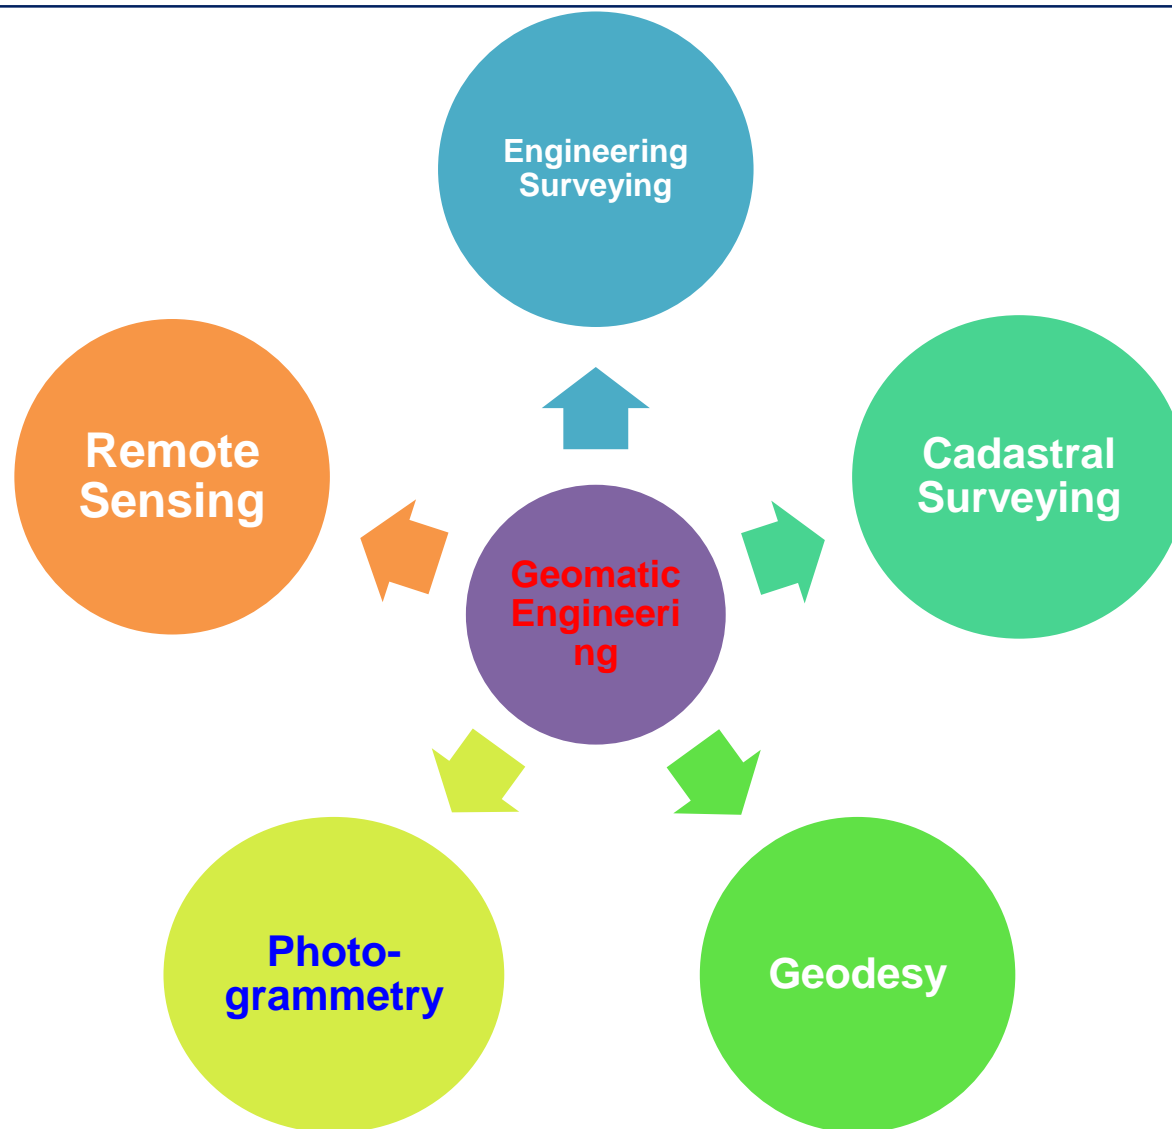 Engineering
Surveying
Remote
Sensing
Cadastral
Surveying
Geomatic
Engineeri
ng
Photo-
grammetry
Geodesy